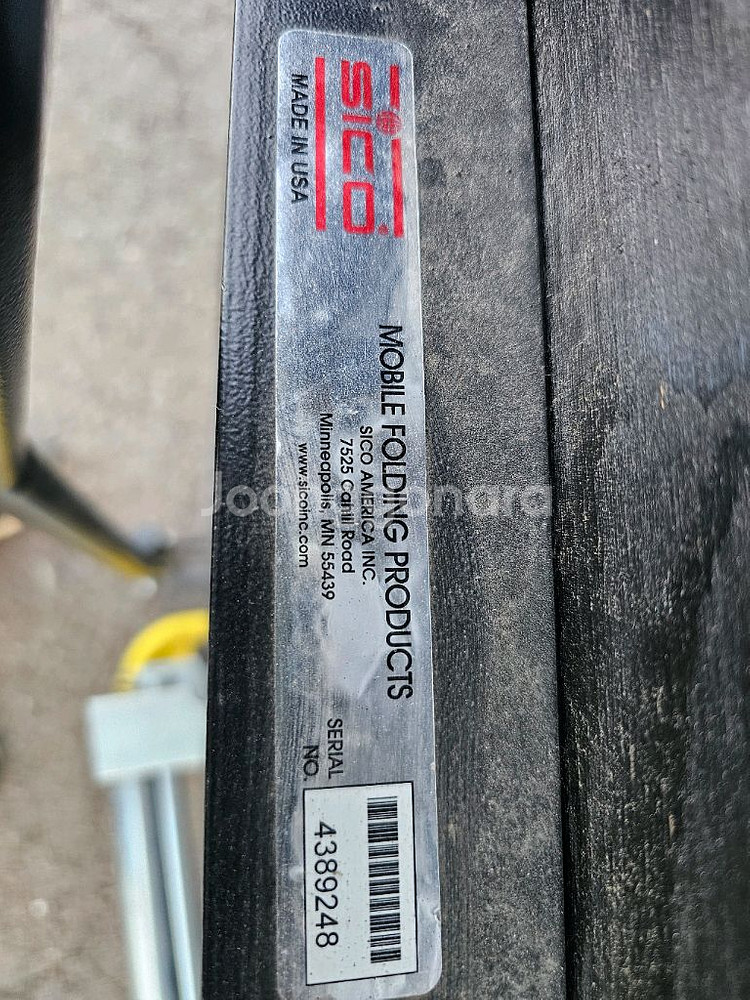 SICO
MADE IN USA
MOBILE FOLDING PRODUCTS
SICO AMERICA INC.
7525 Cahill Road
Minneapolis, MN 55439
www.sicoinc.com
SERIAL
NO.
4389248